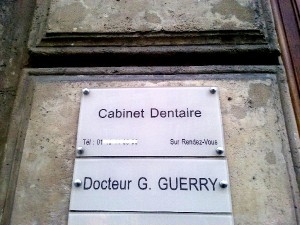 Cabinet Dentaire
Tél : 01 Sur Rendez-Vous
Docteur G. GUERRY